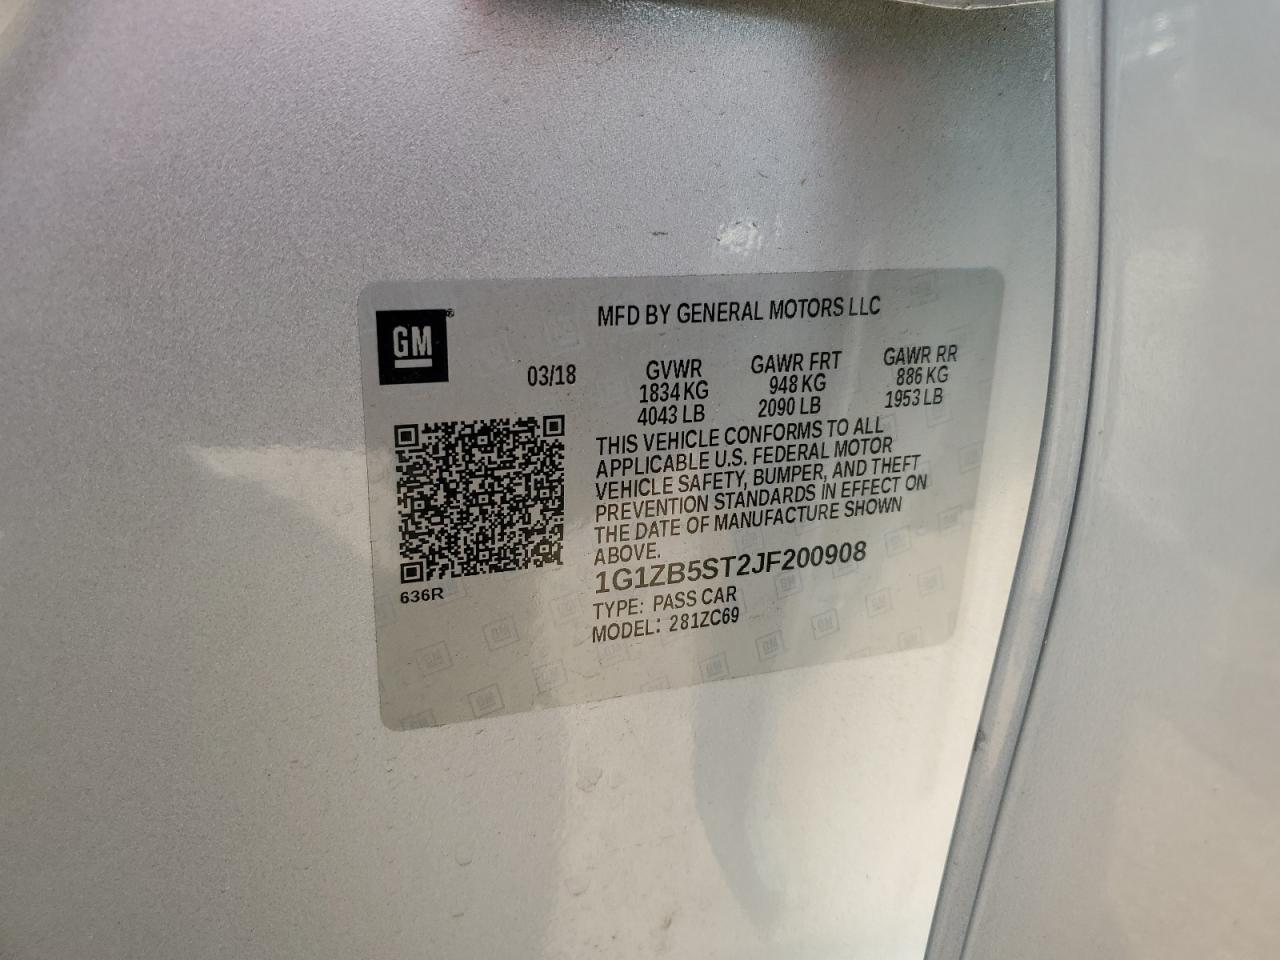 MFD BY GENERAL MOTORS LLC
GM®
03/18
GVWR GAWR FRT GAWR RR
1834 KG 948 KG 886 KG
4043 LB 2090 LB 1953 LB
THIS VEHICLE CONFORMS TO ALL
APPLICABLE U.S. FEDERAL MOTOR
VEHICLE SAFETY, BUMPER, AND THEFT
PREVENTION STANDARDS IN EFFECT ON
THE DATE OF MANUFACTURE SHOWN
ABOVE.
1G1ZB5ST2JF200908
636R
TYPE: PASS CAR
MODEL: 281ZC69